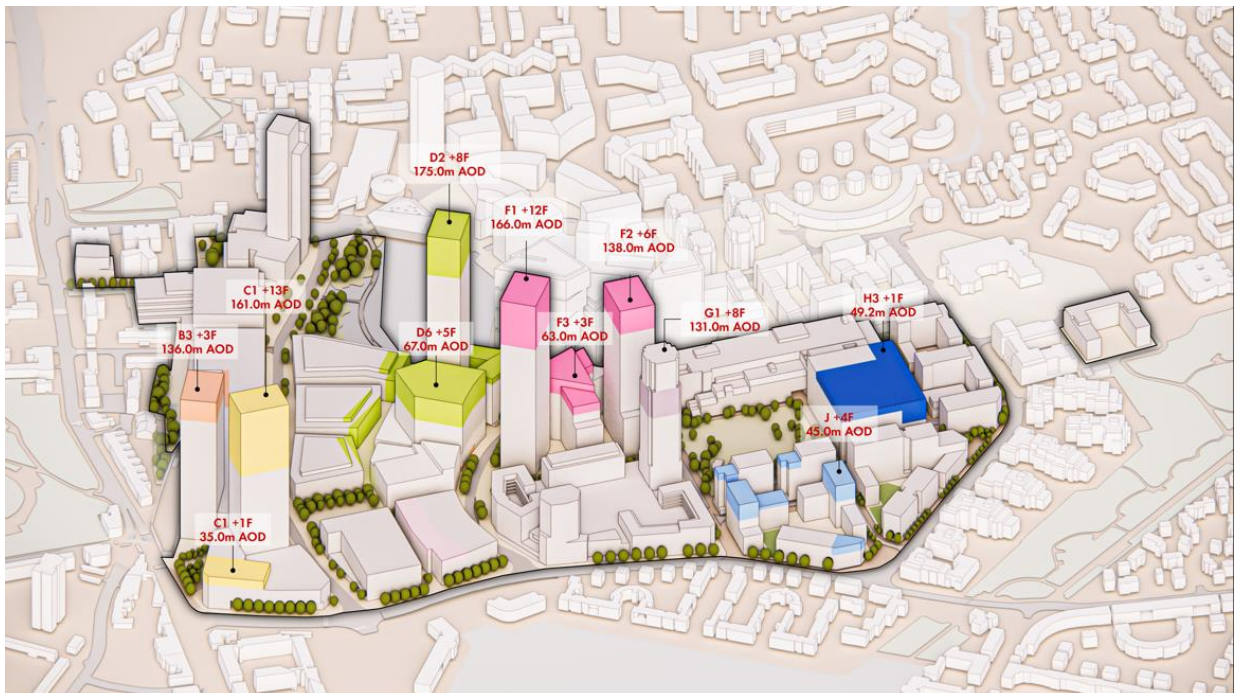 D2 +8F
175.0m AOD
F1 +12F
166.0m AOD
F2 +6F
138.0m AOD
C1 +13F
161.0m AOD
H3 +1F
49.2m AOD
G1 +8F
131.0m AOD
F3 +3F
63.0m AOD
B3 +3F
136.0m AOD
D6 +5F
67.0m AOD
J +4F
45.0m AOD
C1 +1F
35.0m AOD